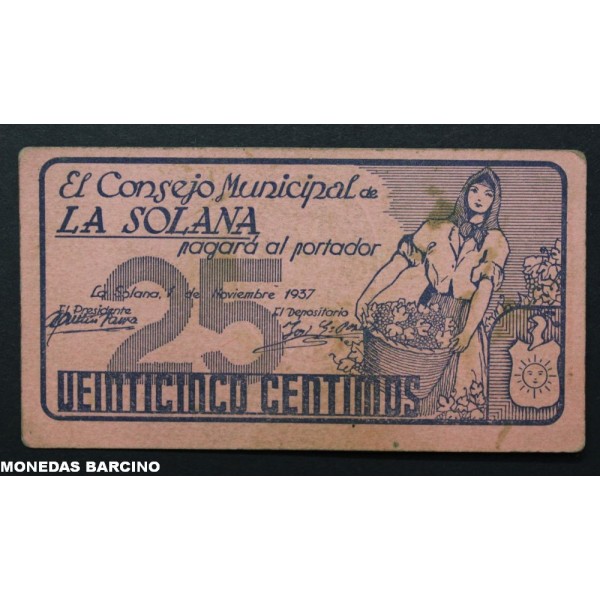 El Consejo Municipal de
LA SOLANA
pagará al portador
25
La Solana, 1 de Noviembre 1937
El Presidente
El Depositario
VEINTICINCO CENTIMOS
MONEDAS BARCINO